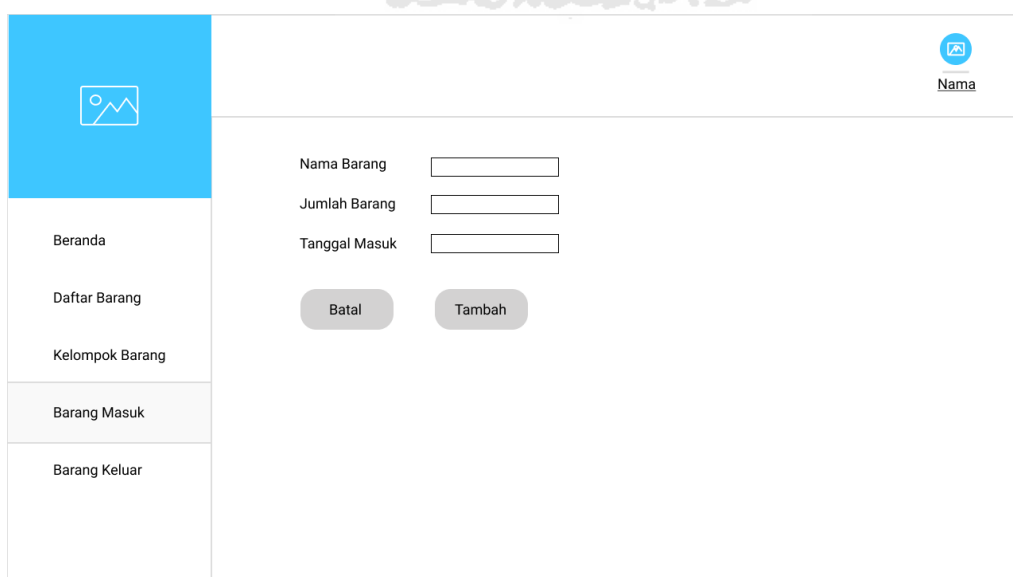 Nama
Nama Barang
Jumlah Barang
Tanggal Masuk
Batal
Tambah
Beranda
Daftar Barang
Kelompok Barang
Barang Masuk
Barang Keluar